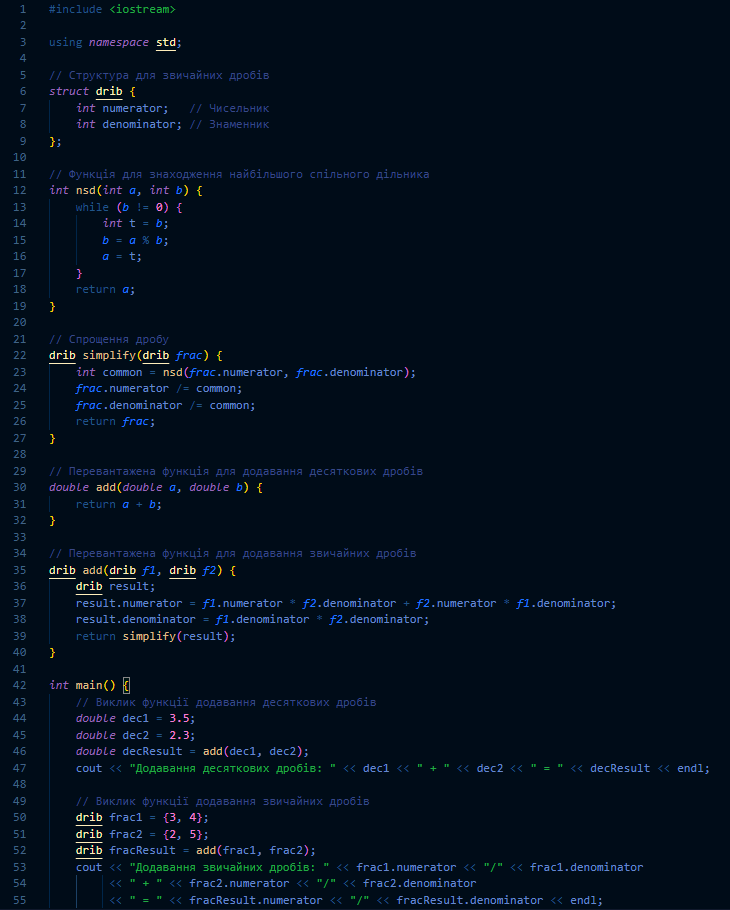 1 #include <iostream>
2
3 using namespace std;
4
5 // Структура для звичайних дробів
6 struct drib {
7     int numerator;   // Чисельник
8     int denominator; // Знаменник
9 };
10
11 // Функція для знаходження найбільшого спільного дільника
12 int nsd(int a, int b) {
13     while (b != 0) {
14         int t = b;
15         b = a % b;
16         a = t;
17     }
18     return a;
19 }
20
21 // Спрощення дробу
22 drib simplify(drib frac) {
23     int common = nsd(frac.numerator, frac.denominator);
24     frac.numerator /= common;
25     frac.denominator /= common;
26     return frac;
27 }
28
29 // Перевантажена функція для додавання десяткових дробів
30 double add(double a, double b) {
31     return a + b;
32 }
33
34 // Перевантажена функція для додавання звичайних дробів
35 drib add(drib f1, drib f2) {
36     drib result;
37     result.numerator = f1.numerator * f2.denominator + f2.numerator * f1.denominator;
38     result.denominator = f1.denominator * f2.denominator;
39     return simplify(result);
40 }
41
42 int main() {
43     // Виклик функції додавання десяткових дробів
44     double dec1 = 3.5;
45     double dec2 = 2.3;
46     double decResult = add(dec1, dec2);
47     cout << "Додавання десяткових дробів: " << dec1 << " + " << dec2 << " = " << decResult << endl;
48
49     // Виклик функції додавання звичайних дробів
50     drib frac1 = {3, 4};
51     drib frac2 = {2, 5};
52     drib fracResult = add(frac1, frac2);
53     cout << "Додавання звичайних дробів: " << frac1.numerator << "/" << frac1.denominator
54          << " + " << frac2.numerator << "/" << frac2.denominator
55          << " = " << fracResult.numerator << "/" << fracResult.denominator << endl;